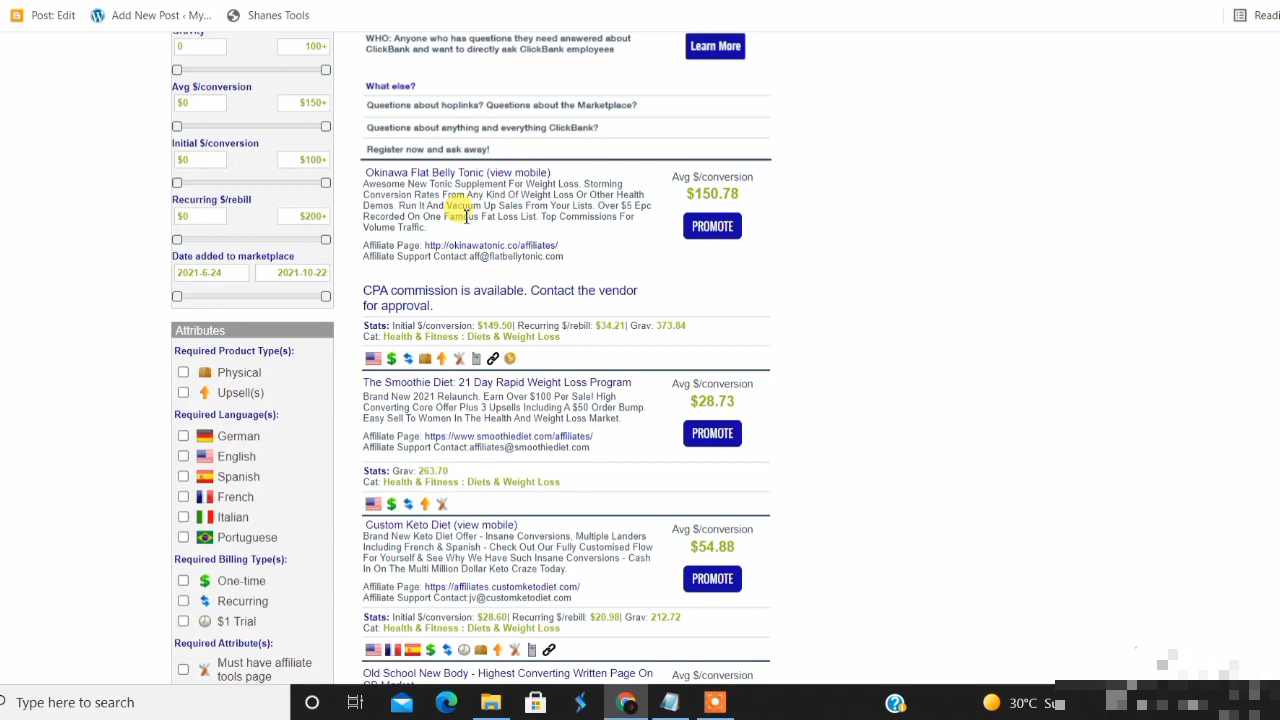 Post: Edit
Add New Post ‹ My...
Shanes Tools
Readi
Gravity
0
100+
Avg $/conversion
$0
$150+
Initial $/conversion
$0
$100+
Recurring $/rebill
$0
$200+
Date added to marketplace
2021-6-24
2021-10-22
Attributes
Required Product Type(s):
Physical
Upsell(s)
Required Language(s):
German
English
Spanish
French
Italian
Portuguese
Required Billing Type(s):
One-time
Recurring
$1 Trial
Required Attribute(s):
Must have affiliate
tools page
WHO: Anyone who has questions they need answered about
ClickBank and want to directly ask ClickBank employees
Learn More
What else?
Questions about hoplinks? Questions about the Marketplace?
Questions about anything and everything ClickBank?
Register now and ask away!
Okinawa Flat Belly Tonic (view mobile)
Awesome New Tonic Supplement For Weight Loss. Storming
Conversion Rates From Any Kind Of Weight Loss Or Other Health
Demos. Run It And Vacuum Up Sales From Your Lists. Over $5 Epc
Recorded On One Famous Fat Loss List. Top Commissions For
Volume Traffic.
Affiliate Page: http://okinawatonic.co/affiliates/
Affiliate Support Contact:aff@flatbellytonic.com
Avg $/conversion
$150.78
PROMOTE
CPA commission is available. Contact the vendor
for approval.
Stats: Initial $/conversion: $149.50| Recurring $/rebill: $34.21| Grav: 373.84
Cat: Health & Fitness : Diets & Weight Loss
The Smoothie Diet: 21 Day Rapid Weight Loss Program
Brand New 2021 Relaunch. Earn Over $100 Per Sale! High
Converting Core Offer Plus 3 Upsells Including A $50 Order Bump.
Easy Sell To Women In The Health And Weight Loss Market.
Affiliate Page: https://www.smoothiediet.com/affiliates/
Affiliate Support Contact:affiliates@smoothiediet.com
Avg $/conversion
$28.73
PROMOTE
Stats: Grav: 263.70
Cat: Health & Fitness : Diets & Weight Loss
Custom Keto Diet (view mobile)
Brand New Keto Diet Offer - Insane Conversions, Multiple Landers
Including French & Spanish - Check Out Our Fully Customised Flow
For Yourself & See Why We Have Such Insane Conversions - Cash
In On The Multi Million Dollar Keto Craze Today.
Affiliate Page: https://affiliates.customketodiet.com/
Affiliate Support Contact:jv@customketodiet.com
Avg $/conversion
$54.88
PROMOTE
Stats: Initial $/conversion: $28.60| Recurring $/rebill: $20.98| Grav: 212.72
Cat: Health & Fitness : Diets & Weight Loss
Old School New Body - Highest Converting Written Page On
Avg $/conversion
Type here to search
30°C